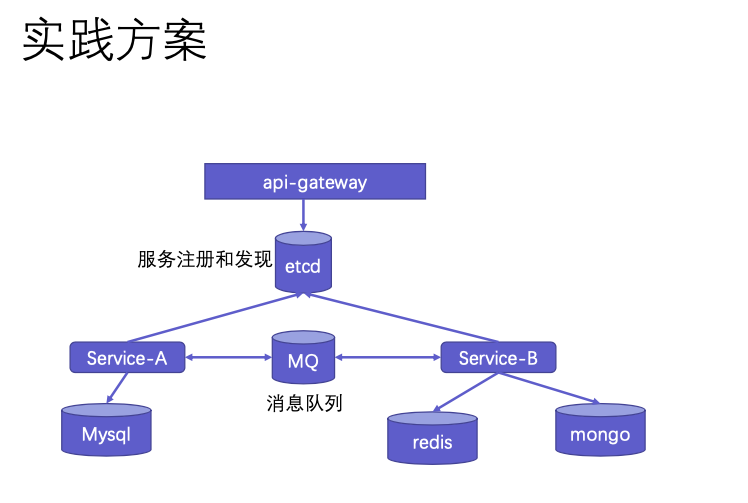 实践方案
api-gateway
服务注册和发现
etcd
Service-A
MQ
Service-B
消息队列
Mysql
redis
mongo